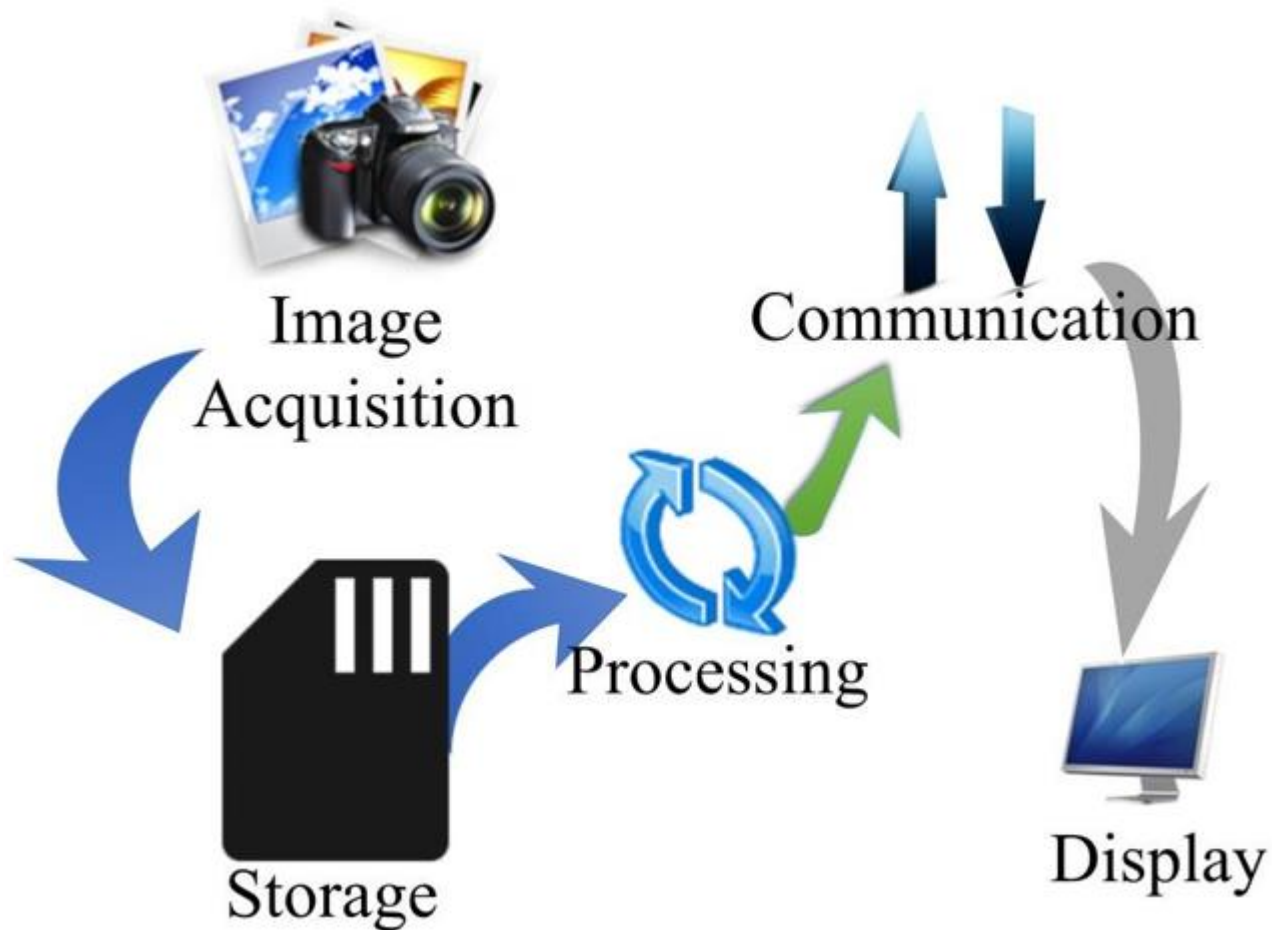 Image
Acquisition
Storage
Processing
Communication
Display